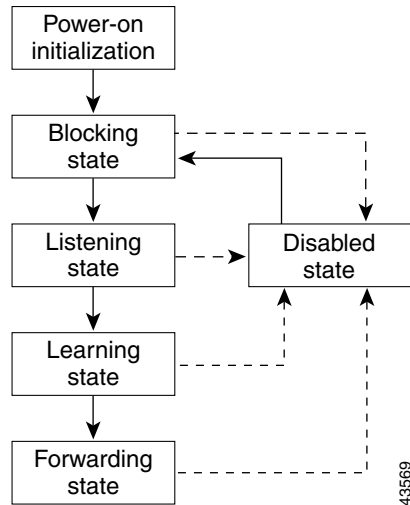 Power-on
initialization
Blocking
state
Listening
state
Disabled
state
Learning
state
Forwarding
state
43569